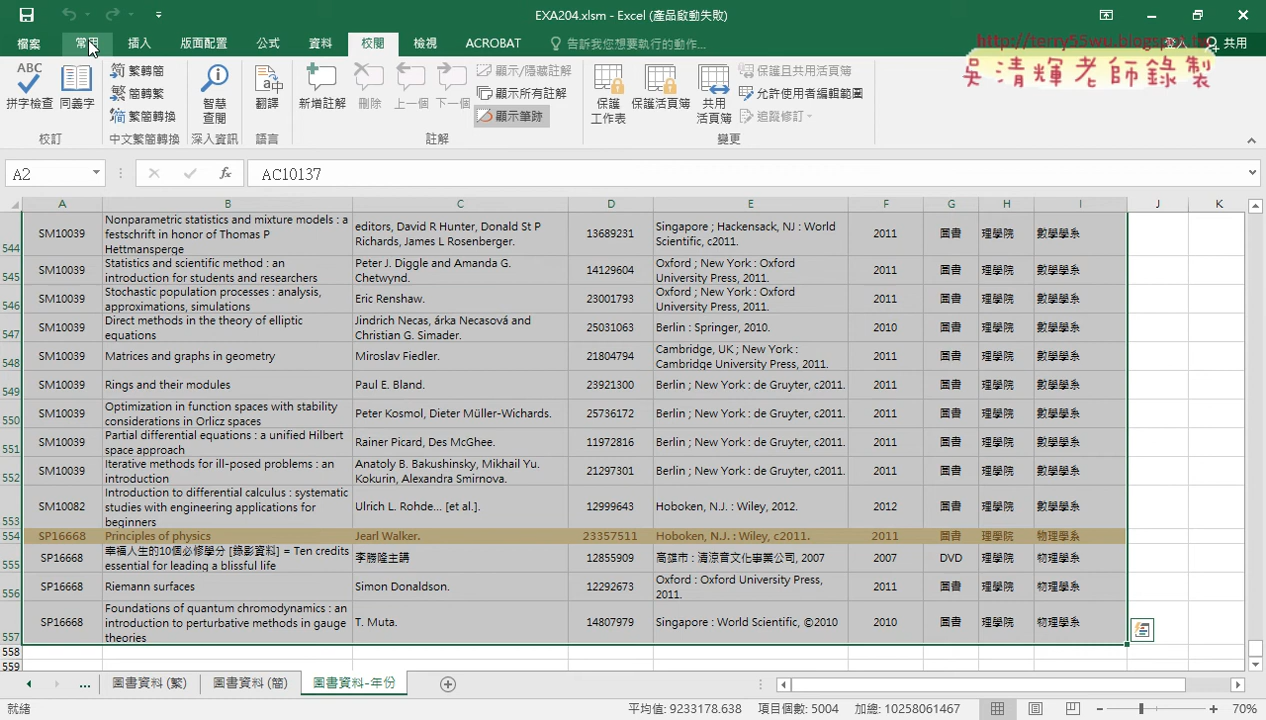 EXA204.xlsm - Excel (產品啟動失敗)
檔案 常用 插入 版面配置 公式 資料 校閱 檢視 ACROBAT 告訴我您想要執行的動作... 登入 共用
http://terry55wu.blogspot.tw
吳清輝老師錄製
ABC
拼字檢查 同義字 繁轉簡 簡轉繁 繁簡轉換 智慧查閱 翻譯 新增註解 刪除 上一個 下一個 顯示/隱藏註解 顯示所有註解 顯示筆跡 保護工作表 保護活頁簿 共用活頁簿 保護且共用活頁簿 允許使用者編輯範圍 追蹤修訂
校訂 中文繁簡轉換 深入資訊 語言 註解 變更
A2 fx AC10137
A B C D E F G H I J K
544 SM10039 Nonparametric statistics and mixture models : a festschrift in honor of Thomas P Hettmansperge editors, David R Hunter, Donald St P Richards, James L Rosenberger. 13689231 Singapore ; Hackensack, NJ : World Scientific, c2011. 2011 圖書 理學院 數學學系
545 SM10039 Statistics and scientific method : an introduction for students and researchers Peter J. Diggle and Amanda G. Chetwynd. 14129604 Oxford ; New York : Oxford University Press, 2011. 2011 圖書 理學院 數學學系
546 SM10039 Stochastic population processes : analysis, approximations, simulations Eric Renshaw. 23001793 Oxford ; New York : Oxford University Press, 2011. 2011 圖書 理學院 數學學系
547 SM10039 Direct methods in the theory of elliptic equations Jindrich Necas, árka Necasová and Christian G. Simader. 25031063 Berlin : Springer, 2010. 2010 圖書 理學院 數學學系
548 SM10039 Matrices and graphs in geometry Miroslav Fiedler. 21804794 Cambridge, UK ; New York : Cambridge University Press, 2011. 2011 圖書 理學院 數學學系
549 SM10039 Rings and their modules Paul E. Bland. 23921300 Berlin ; New York : de Gruyter, c2011. 2011 圖書 理學院 數學學系
550 SM10039 Optimization in function spaces with stability considerations in Orlicz spaces Peter Kosmol, Dieter Müller-Wichards. 25736172 Berlin ; New York : de Gruyter, c2011. 2011 圖書 理學院 數學學系
551 SM10039 Partial differential equations : a unified Hilbert space approach Rainer Picard, Des McGhee. 11972816 Berlin ; New York : de Gruyter, c2011. 2011 圖書 理學院 數學學系
552 SM10039 Iterative methods for ill-posed problems : an introduction Anatoly B. Bakushinsky, Mikhail Yu. Kokurin, Alexandra Smirnova. 21297301 Berlin ; New York : de Gruyter, c2011. 2011 圖書 理學院 數學學系
553 SM10082 Introduction to differential calculus : systematic studies with engineering applications for beginners Ulrich L. Rohde... [et al.]. 12999643 Hoboken, N.J. : Wiley, 2012. 2012 圖書 理學院 數學學系
554 SP16668 Principles of physics Jearl Walker. 23357511 Hoboken, N.J. : Wiley, c2011. 2011 圖書 理學院 物理學系
555 SP16668 幸福人生的10個必修學分 [錄影資料] = Ten credits essential for leading a blissful life 李勝隆主講 12855909 高雄市 : 清涼音文化事業公司, 2007 2007 DVD 理學院 物理學系
556 SP16668 Riemann surfaces Simon Donaldson. 12292673 Oxford : Oxford University Press, 2011. 2011 圖書 理學院 物理學系
557 SP16668 Foundations of quantum chromodynamics : an introduction to perturbative methods in gauge theories T. Muta. 14807979 Singapore : World Scientific, ©2010 2010 圖書 理學院 物理學系
558
559
... 圖書資料 (繁) 圖書資料 (簡) 圖書資料-年份
就緒 平均值: 9233178.638 項目個數: 5004 加總: 10258061467 70%